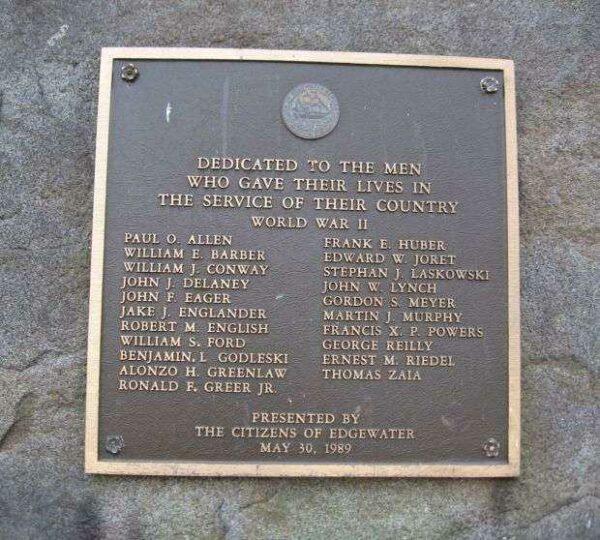 DEDICATED TO THE MEN
WHO GAVE THEIR LIVES IN
THE SERVICE OF THEIR COUNTRY
WORLD WAR II
PAUL O. ALLEN
WILLIAM E. BARBER
WILLIAM J. CONWAY
JOHN J. DELANEY
JOHN F. EAGER
JAKE J. ENGLANDER
ROBERT M. ENGLISH
WILLIAM S. FORD
BENJAMIN, L GODLESKI
ALONZO H. GREENLAW
RONALD F. GREER JR.
FRANK E. HUBER
EDWARD W. JORET
STEPHAN J. LASKOWSKI
JOHN W. LYNCH
GORDON S. MEYER
MARTIN J. MURPHY
FRANCIS X. P. POWERS
GEORGE REILLY
ERNEST M. RIEDEL
THOMAS ZAIA
PRESENTED BY
THE CITIZENS OF EDGEWATER
MAY 30, 1989